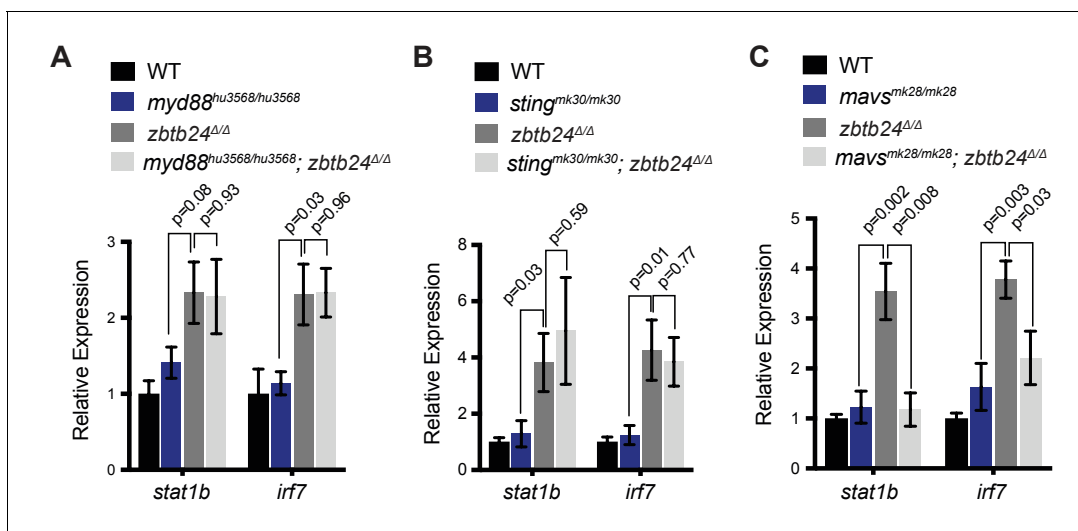 A
WT
myd88hu3568/hu3568
zbtb24Δ/Δ
myd88hu3568/hu3568; zbtb24Δ/Δ
p=0.08
p=0.93
p=0.03
p=0.96
Relative Expression
3
2
1
0
stat1b
irf7
B
WT
stingmk30/mk30
zbtb24Δ/Δ
stingmk30/mk30; zbtb24Δ/Δ
p=0.03
p=0.59
p=0.01
p=0.77
Relative Expression
8
6
4
2
0
stat1b
irf7
C
WT
mavsmk28/mk28
zbtb24Δ/Δ
mavsmk28/mk28; zbtb24Δ/Δ
p=0.002
p=0.008
p=0.003
p=0.03
Relative Expression
5
4
3
2
1
0
stat1b
irf7